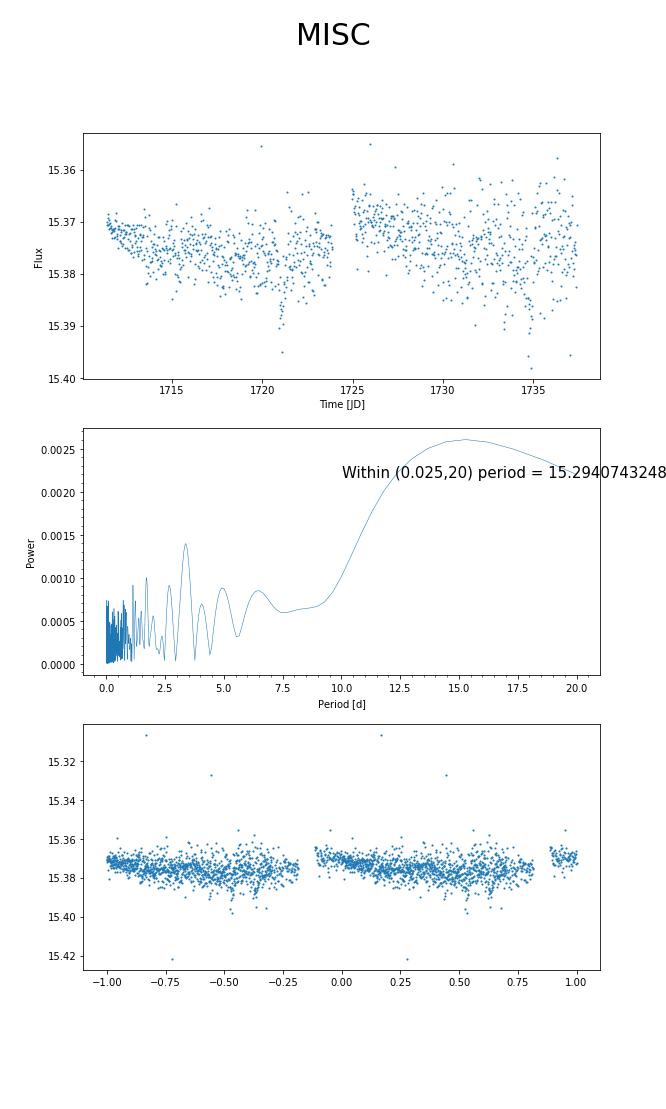 MISC
15.36
15.37
15.38
15.39
15.40
Flux
1715 1720 1725 1730 1735
Time [JD]
0.0025
0.0020
0.0015
0.0010
0.0005
0.0000
Power
Within (0.025,20) period = 15.2940743248
0.0 2.5 5.0 7.5 10.0 12.5 15.0 17.5 20.0
Period [d]
15.32
15.34
15.36
15.38
15.40
15.42
−1.00 −0.75 −0.50 −0.25 0.00 0.25 0.50 0.75 1.00